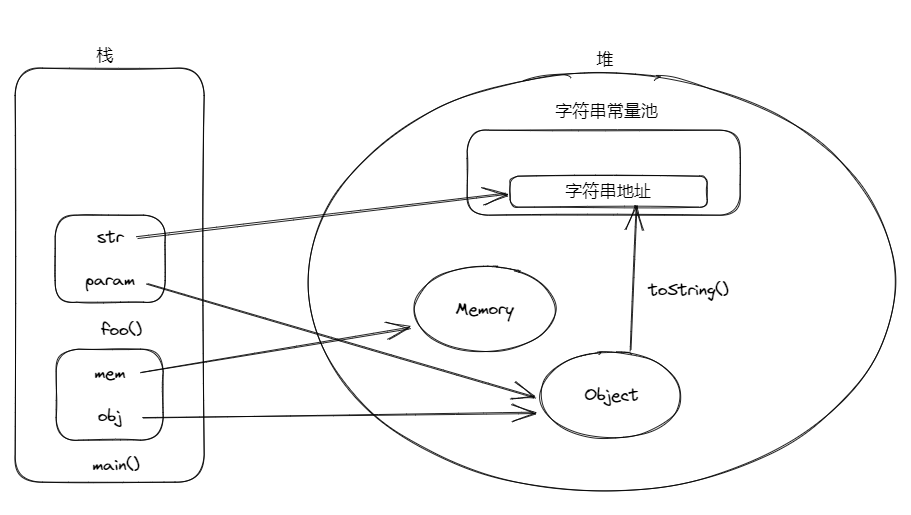 栈
堆
字符串常量池
字符串地址
str
param
foo()
mem
obj
main()
Memory
toString()
Object